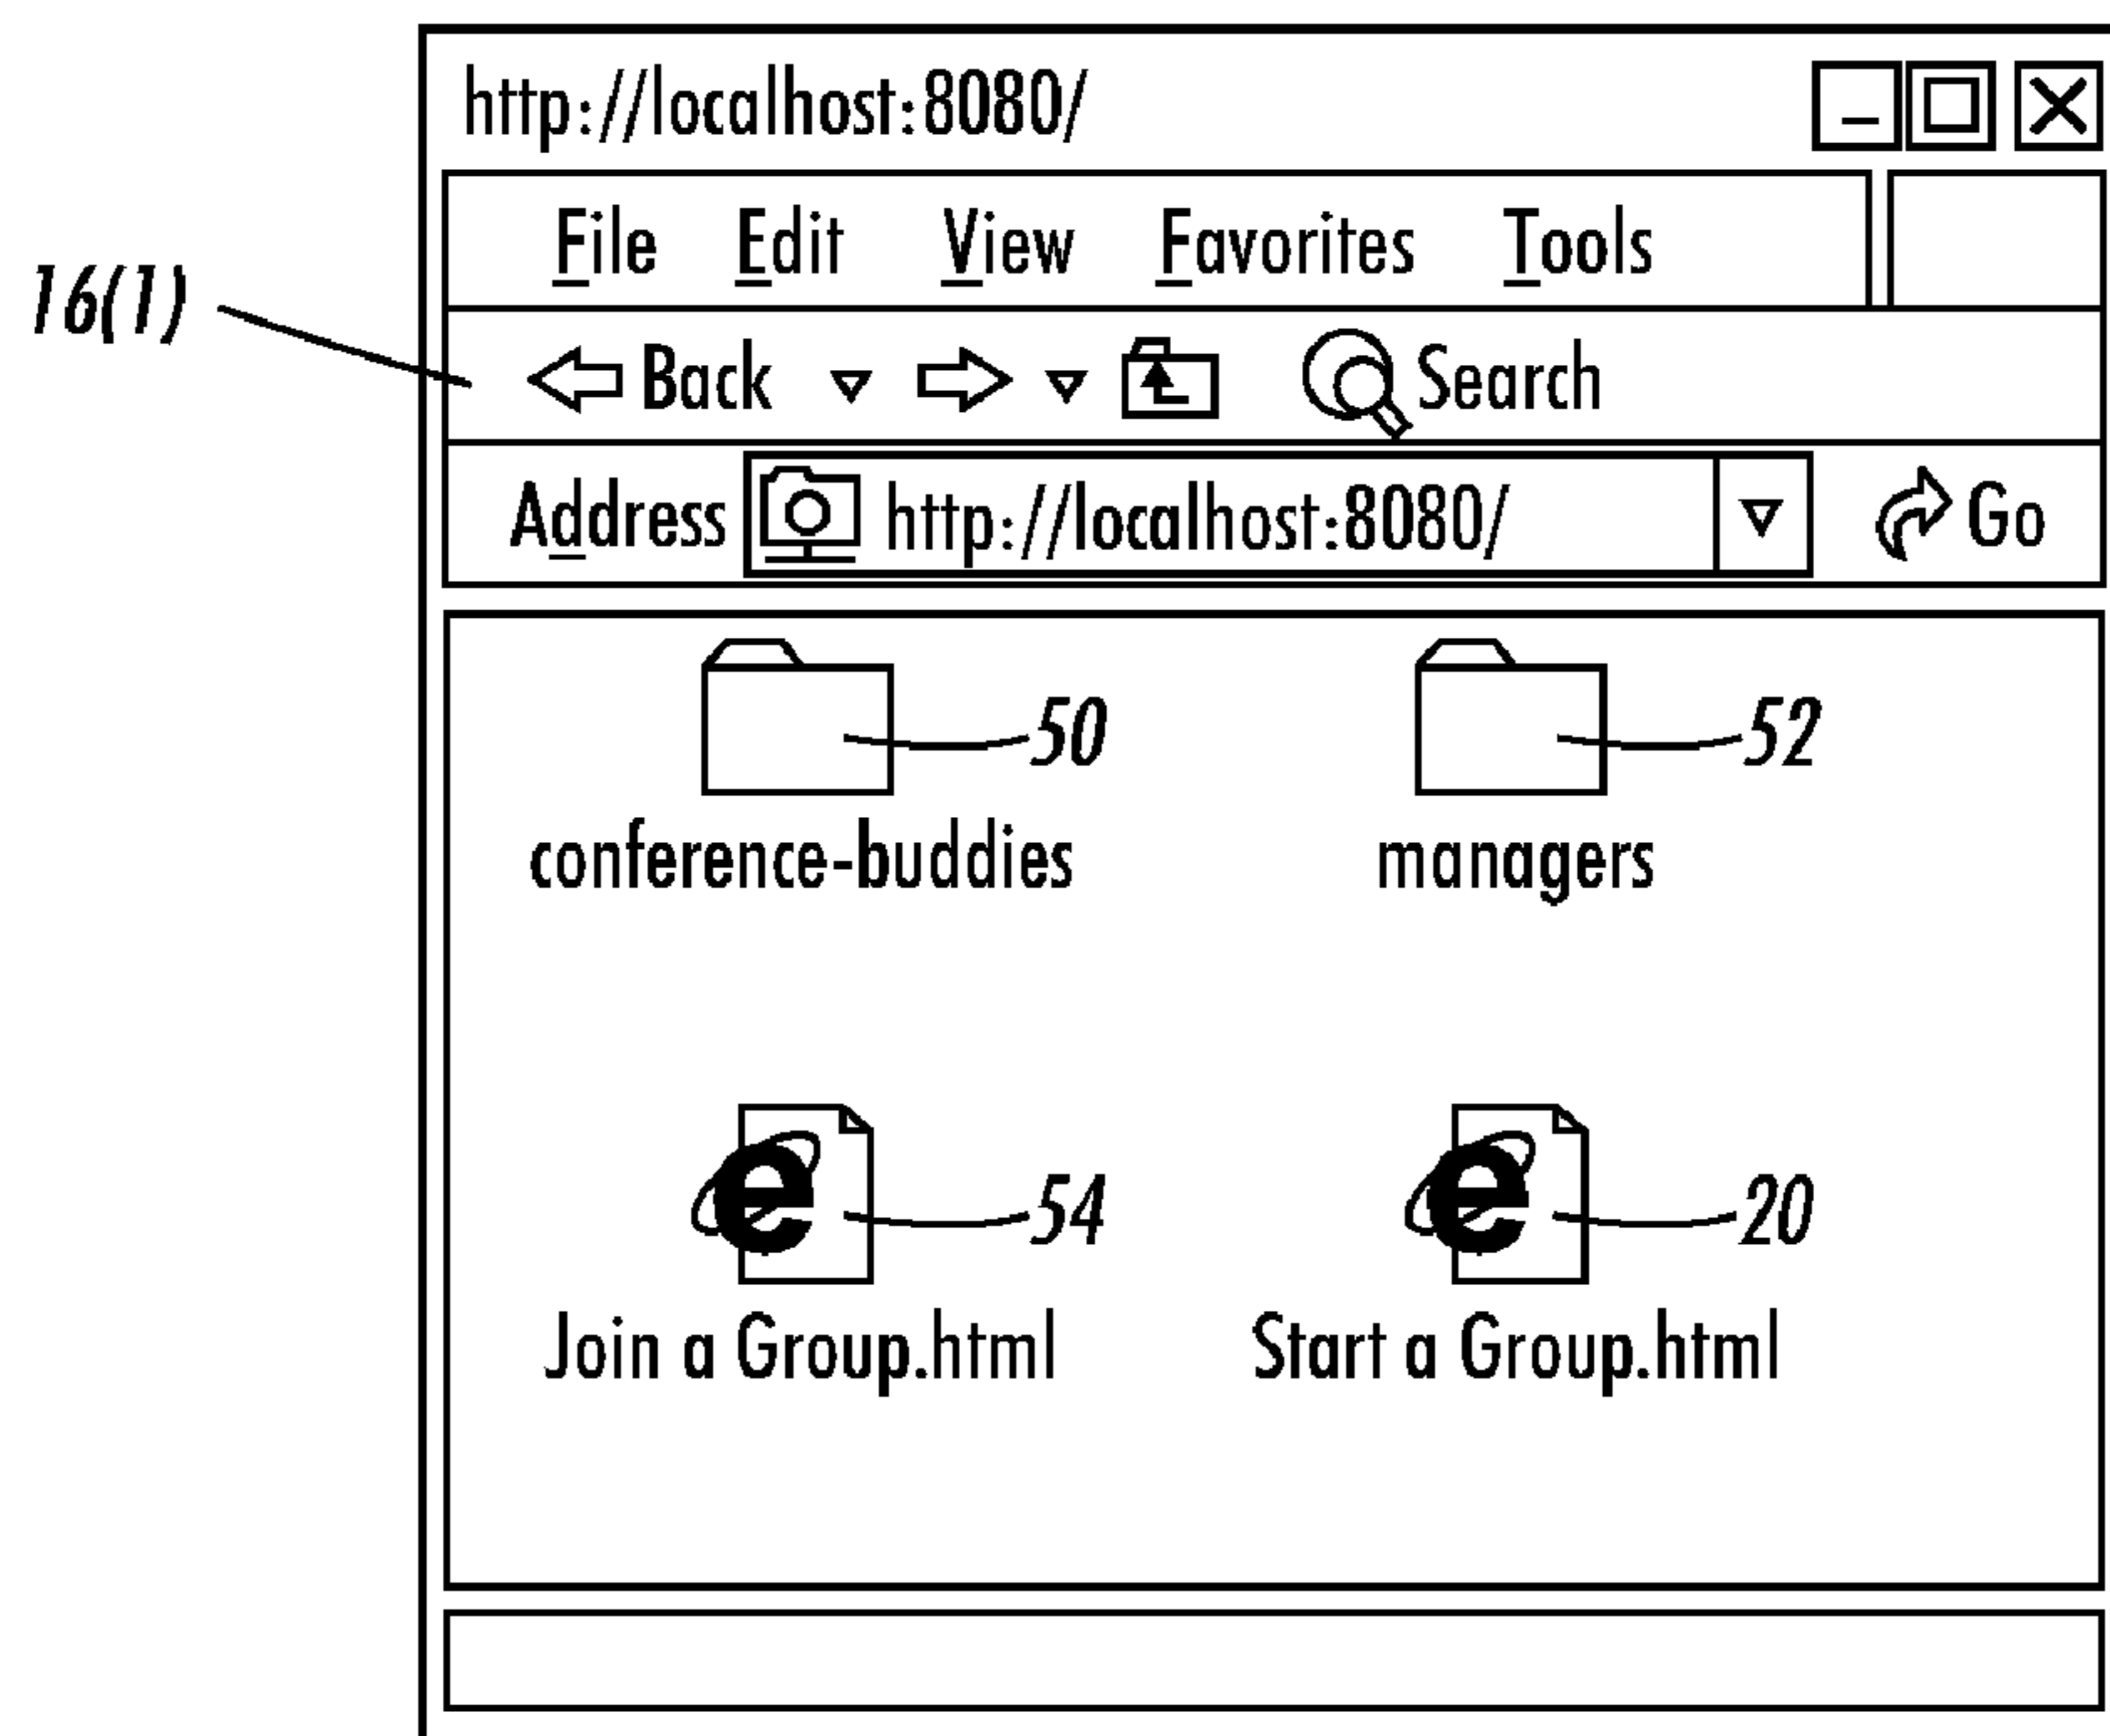 http://localhost:8080/
File Edit View Favorites Tools
16(1)
Back Search
Address http://localhost:8080/ Go
50 52
conference-buddies managers
54 20
Join a Group.html Start a Group.html